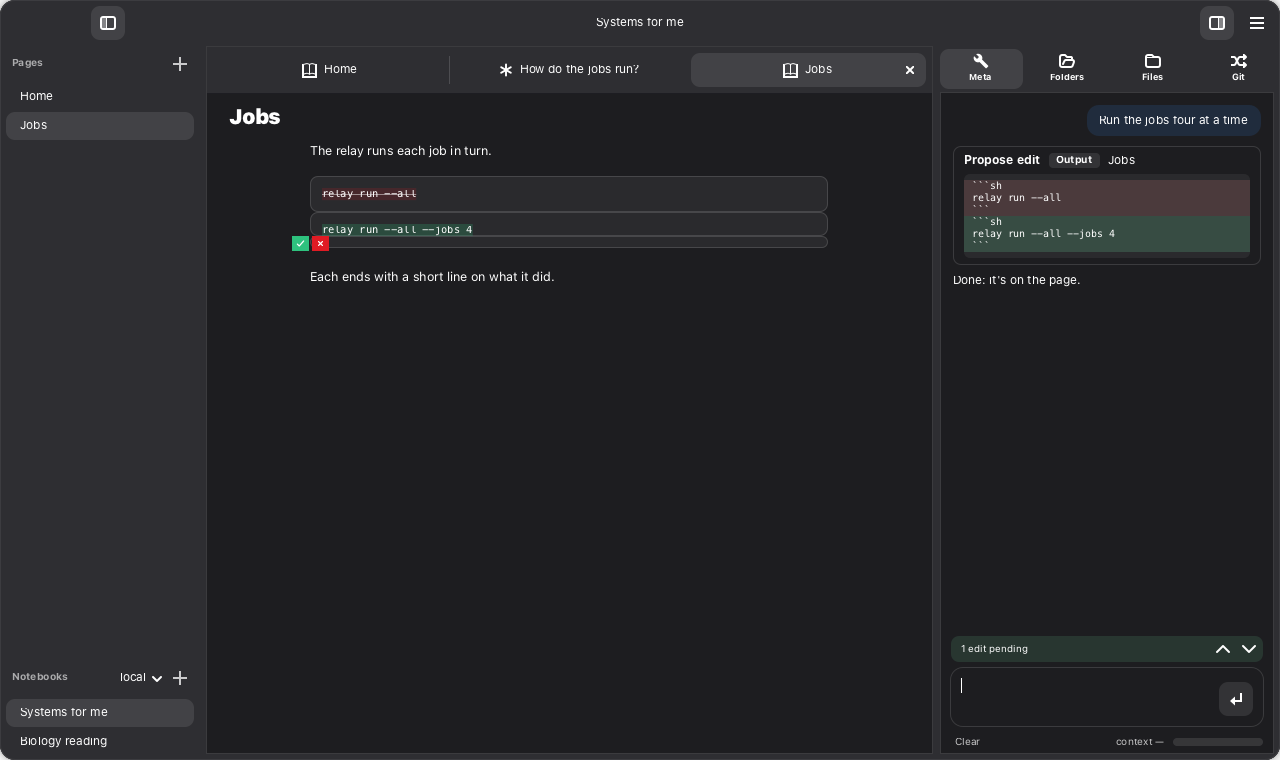 Systems for me
Pages
Home
Jobs
Notebooks
local
Systems for me
Biology reading
Home
How do the jobs run?
Jobs
Jobs
The relay runs each job in turn.
relay run --all
relay run --all --jobs 4
Each ends with a short line on what it did.
Meta
Folders
Files
Git
Run the jobs four at a time
Propose edit Output Jobs
```sh
relay run --all
```
```sh
relay run --all --jobs 4
```
Done: it's on the page.
1 edit pending
Clear
context —